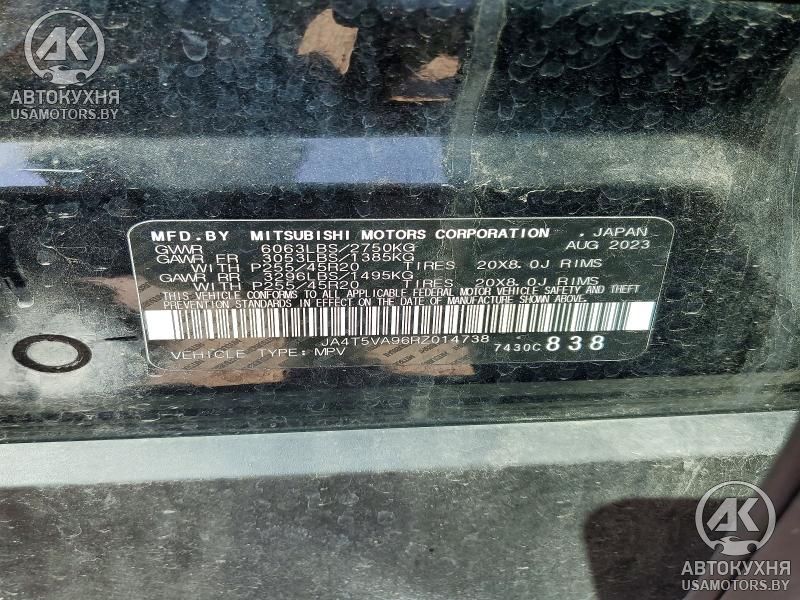 АК
АВТОКУХНЯ
USAMOTORS.BY
MFD.BY MITSUBISHI MOTORS CORPORATION . JAPAN
GVWR 6063LBS/2750KG AUG 2023
GAWR FR 3053LBS/1385KG
WITH P255/45R20 TIRES 20X8.0J RIMS
GAWR RR 3296LBS/1495KG
WITH P255/45R20 TIRES 20X8.0J RIMS
THIS VEHICLE CONFORMS TO ALL APPLICABLE FEDERAL MOTOR VEHICLE SAFETY AND THEFT
PREVENTION STANDARDS IN EFFECT ON THE DATE OF MANUFACTURE SHOWN ABOVE.
JA4T5VA96RZ014738
VEHICLE TYPE:MPV 7430C 838
АК
АВТОКУХНЯ
USAMOTORS.BY